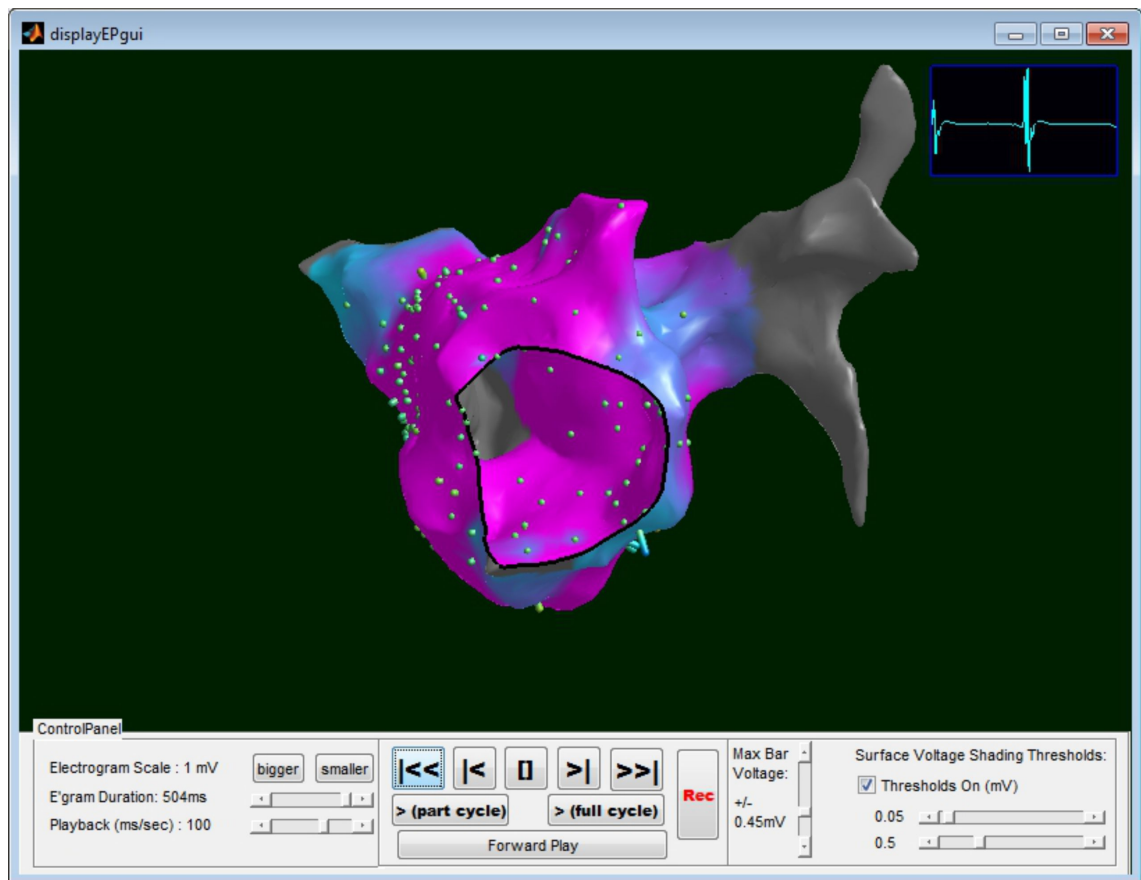 displayEPgui
ControlPanel
Electrogram Scale : 1 mV
bigger
smaller
E'gram Duration: 504ms
Playback (ms/sec) : 100
|<<
|<
[]
>|
>>|
> (part cycle)
> (full cycle)
Forward Play
Rec
Max Bar
Voltage:
+/-
0.45mV
Surface Voltage Shading Thresholds:
Thresholds On (mV)
0.05
0.5